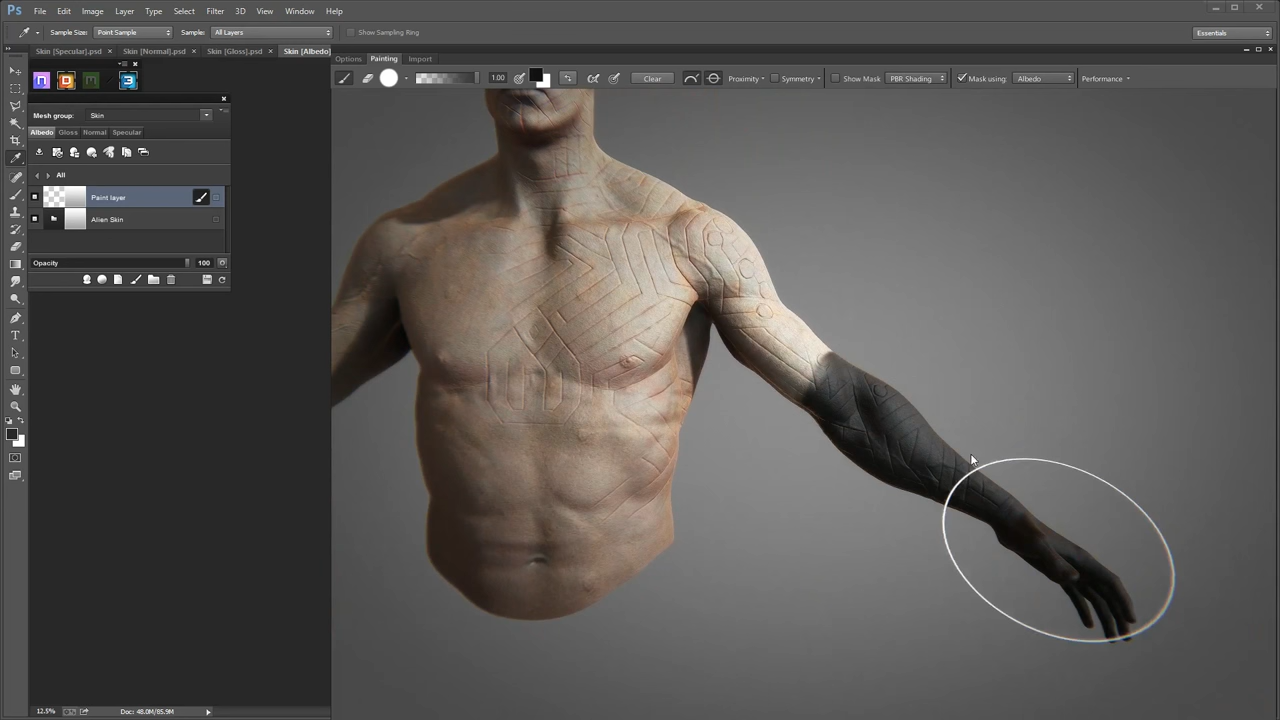 Ps File Edit Image Layer Type Select Filter 3D View Window Help
Sample Size: Point Sample Sample: All Layers Show Sampling Ring Essentials
Skin [Specular].psd × Skin [Normal].psd × Skin [Gloss].psd × Skin [Albedo] Options Painting Import
1.00 Clear Proximity Symmetry Show Mask PBR Shading Mask using: Albedo Performance
Mesh group: Skin
Albedo Gloss Normal Specular
All
Paint layer
Alien Skin
Opacity 100
12.5% Doc: 48.0M/85.9M